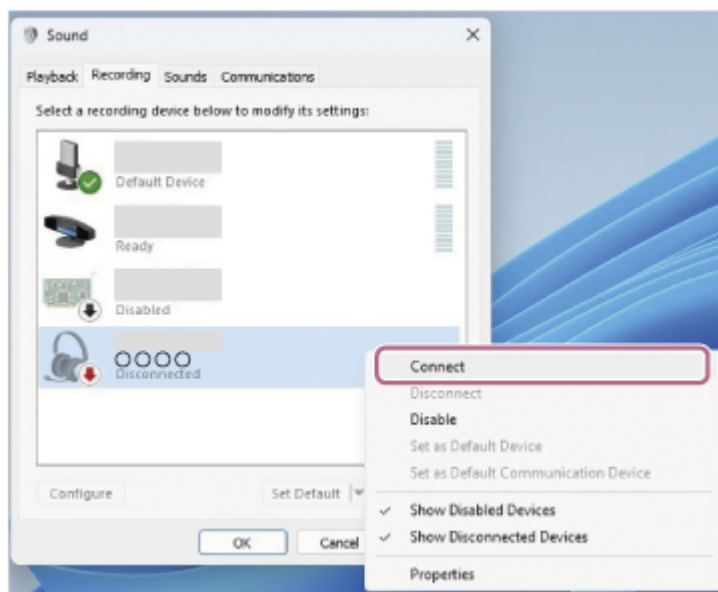 Sound
Playback Recording Sounds Communications
Select a recording device below to modify its settings:
Default Device
Ready
Disabled
OOOO
Disconnected
Configure
Set Default
OK
Cancel
Connect
Disconnect
Disable
Set as Default Device
Set as Default Communication Device
Show Disabled Devices
Show Disconnected Devices
Properties